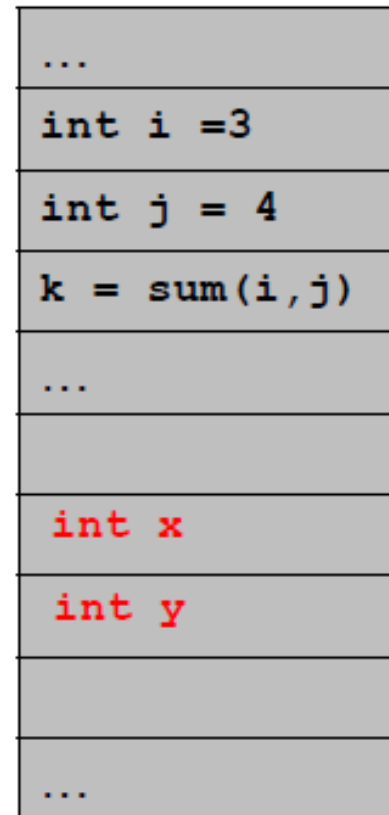 ...
int i =3
int j = 4
k = sum(i,j)
...
int x
int y
...